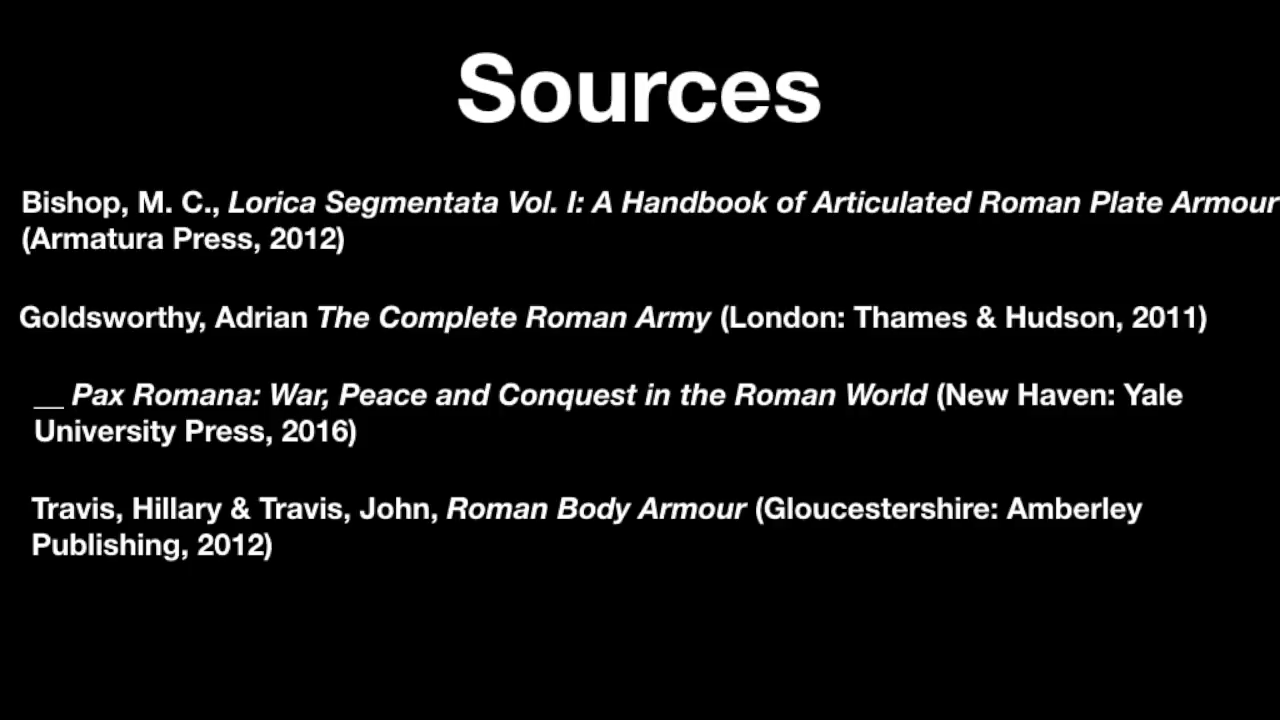 Sources
Bishop, M. C., Lorica Segmentata Vol. I: A Handbook of Articulated Roman Plate Armour
(Armatura Press, 2012)
Goldsworthy, Adrian The Complete Roman Army (London: Thames & Hudson, 2011)
__ Pax Romana: War, Peace and Conquest in the Roman World (New Haven: Yale
University Press, 2016)
Travis, Hillary & Travis, John, Roman Body Armour (Gloucestershire: Amberley
Publishing, 2012)